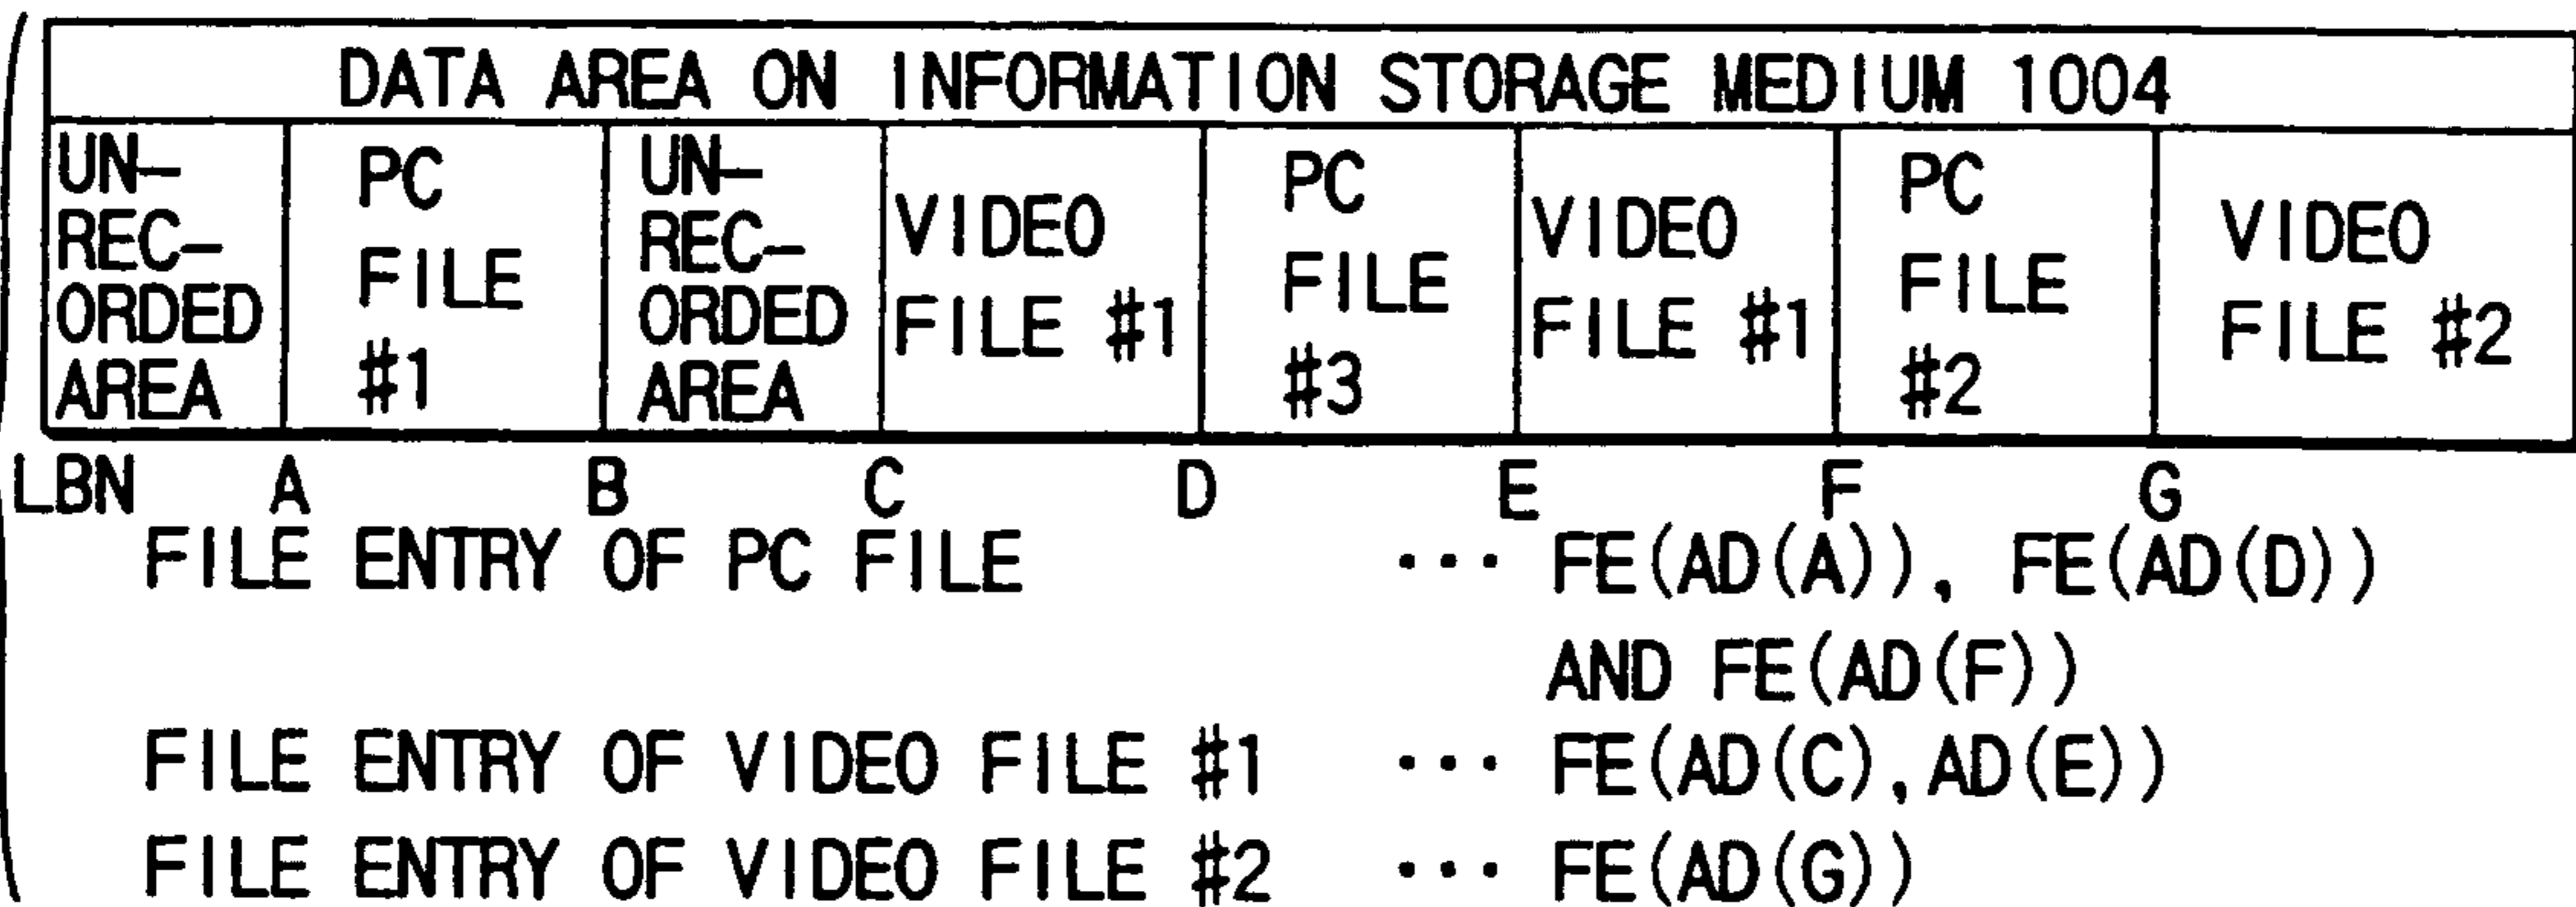 DATA AREA ON INFORMATION STORAGE MEDIUM 1004
UN-
REC-
ORDED
AREA
PC
FILE
#1
UN-
REC-
ORDED
AREA
VIDEO
FILE #1
PC
FILE
#3
VIDEO
FILE #1
PC
FILE
#2
VIDEO
FILE #2
LBN A B C D E F G
FILE ENTRY OF PC FILE ··· FE(AD(A)), FE(AD(D))
AND FE(AD(F))
FILE ENTRY OF VIDEO FILE #1 ··· FE(AD(C),AD(E))
FILE ENTRY OF VIDEO FILE #2 ··· FE(AD(G))